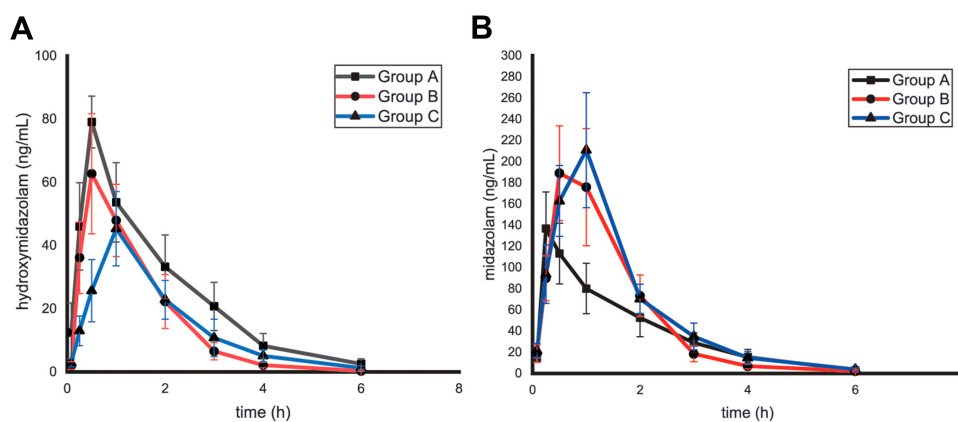 A
hydroxymidazolam (ng/mL)
100
80
60
40
20
0
0 2 4 6 8
time (h)
Group A
Group B
Group C
B
midazolam (ng/mL)
300
280
260
240
220
200
180
160
140
120
100
80
60
40
20
0
0 2 4 6
time (h)
Group A
Group B
Group C